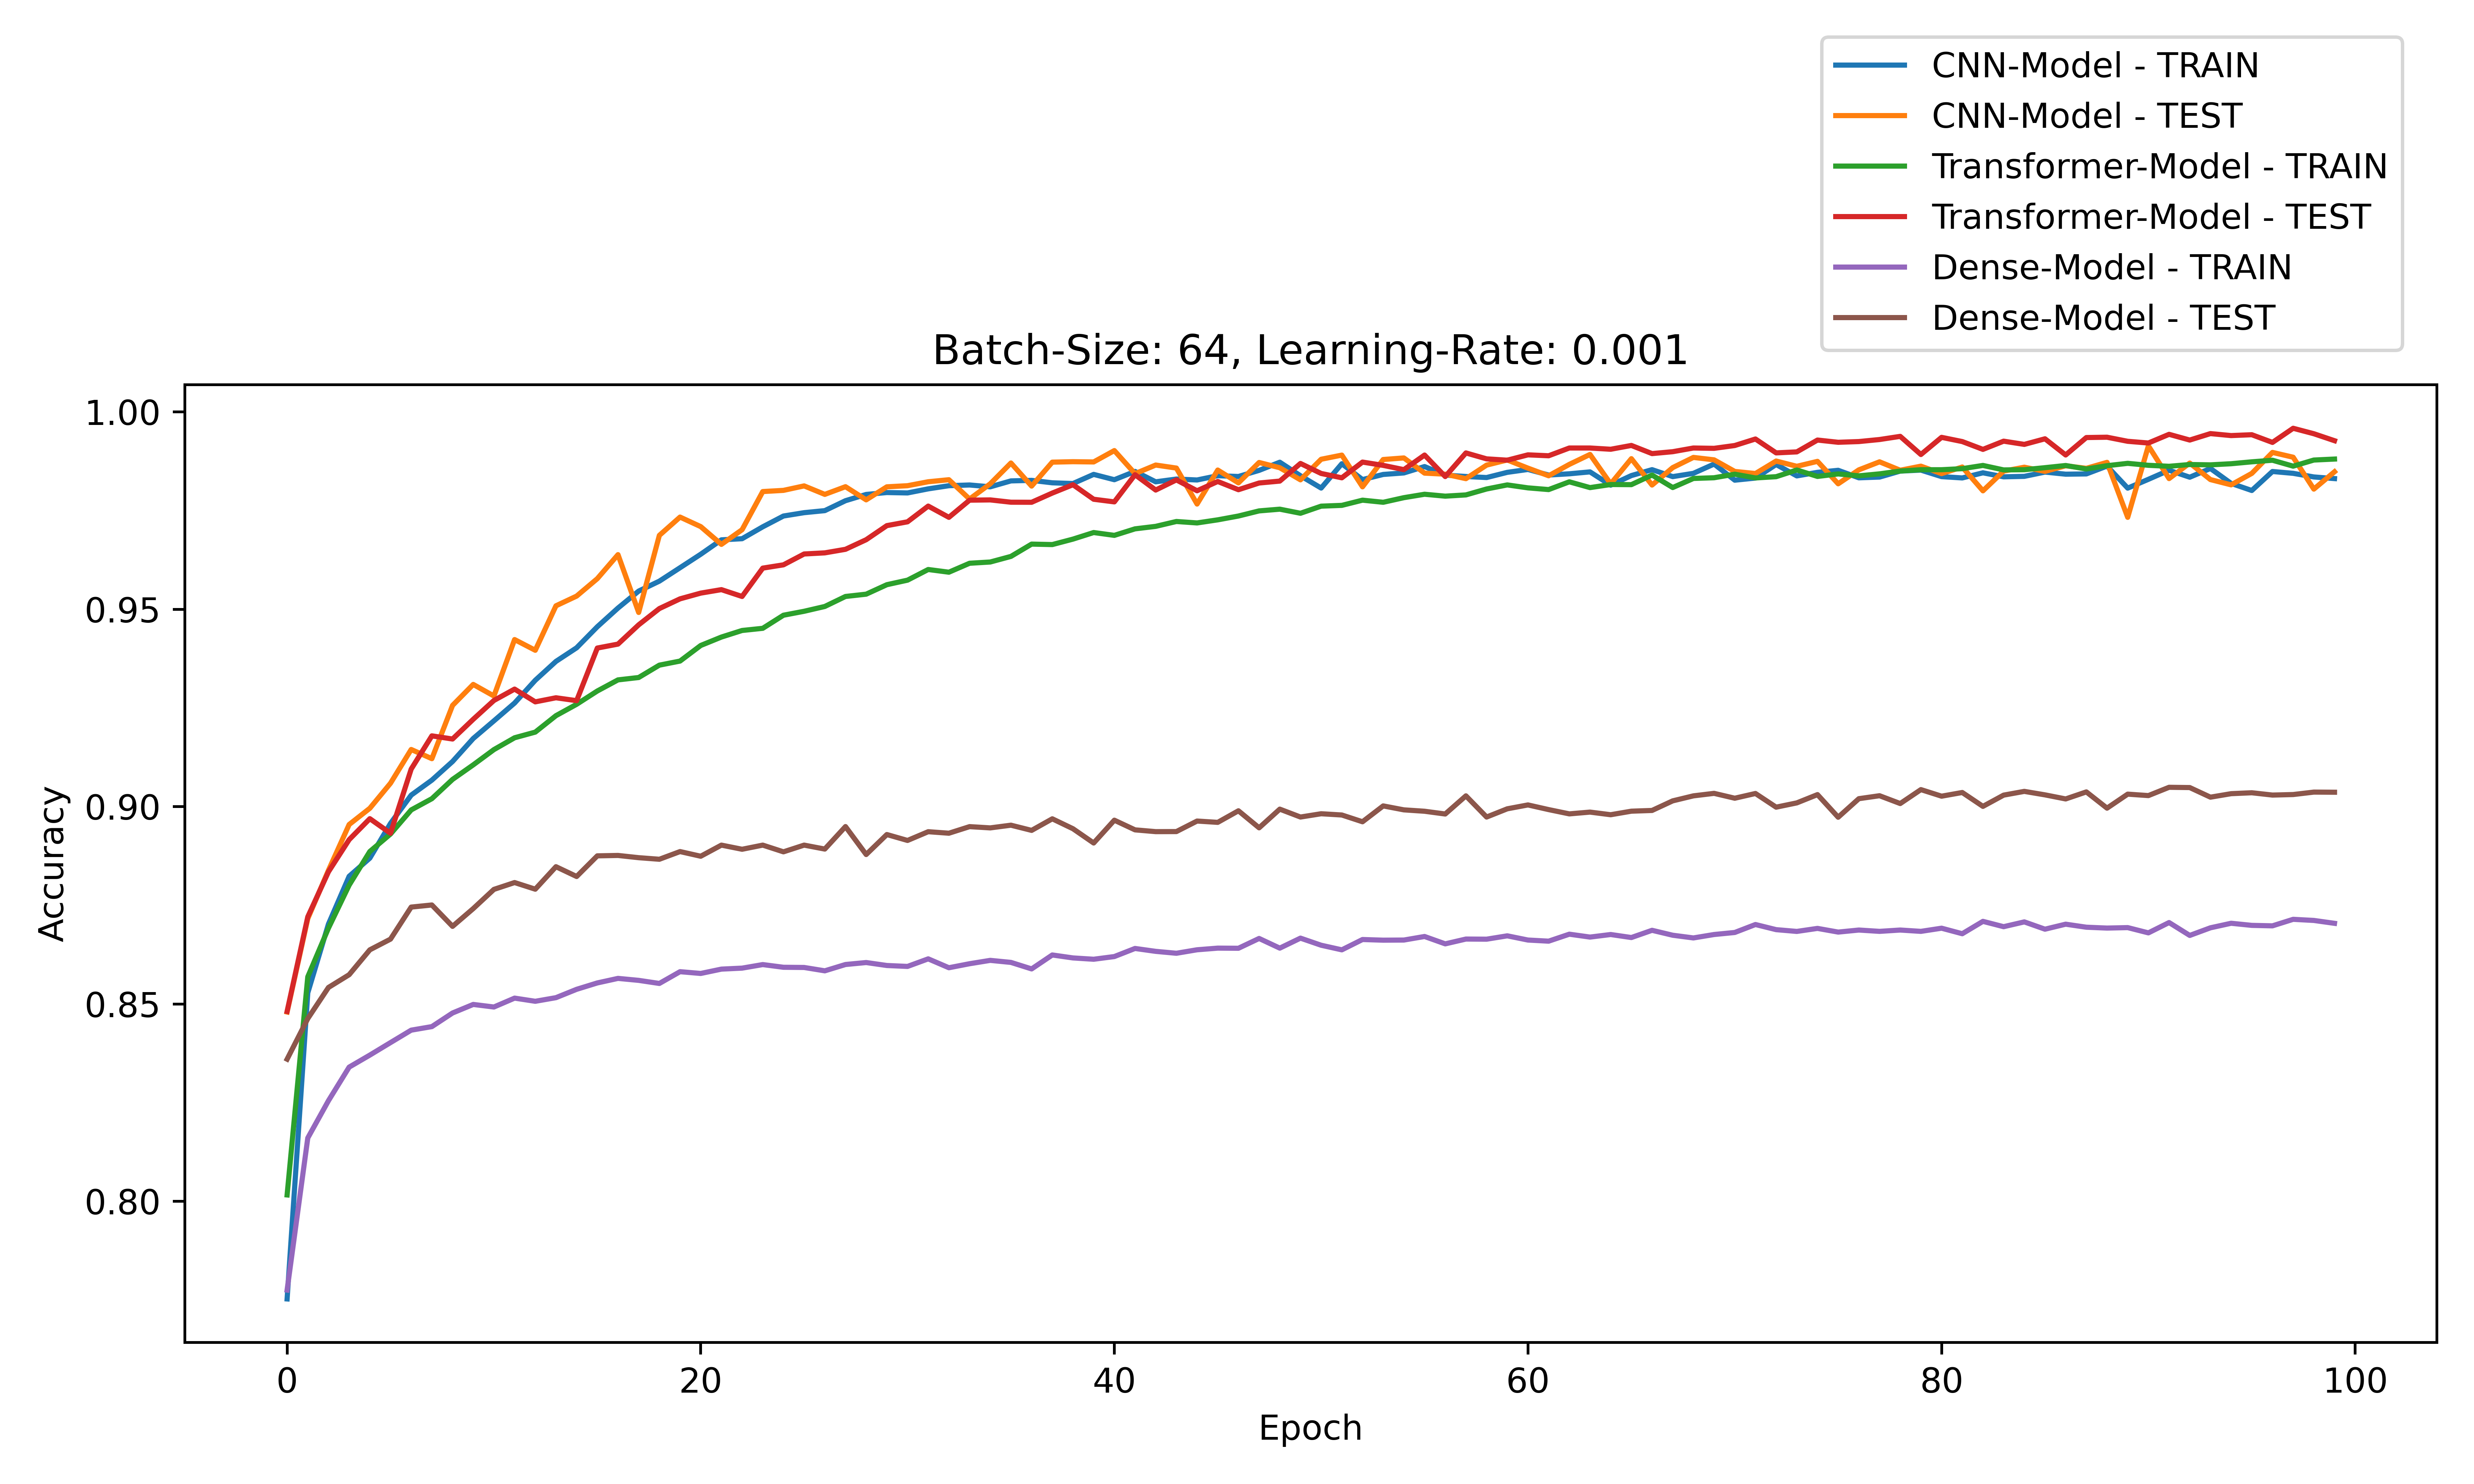 CNN-Model - TRAIN
CNN-Model - TEST
Transformer-Model - TRAIN
Transformer-Model - TEST
Dense-Model - TRAIN
Dense-Model - TEST
Batch-Size: 64, Learning-Rate: 0.001
1.00
0.95
0.90
0.85
0.80
Accuracy
0 20 40 60 80 100
Epoch